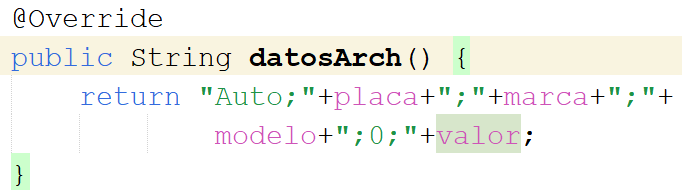 @Override
public String datosArch() {
return "Auto;"+placa+";"+marca+";"+
modelo+";0;"+valor;
}